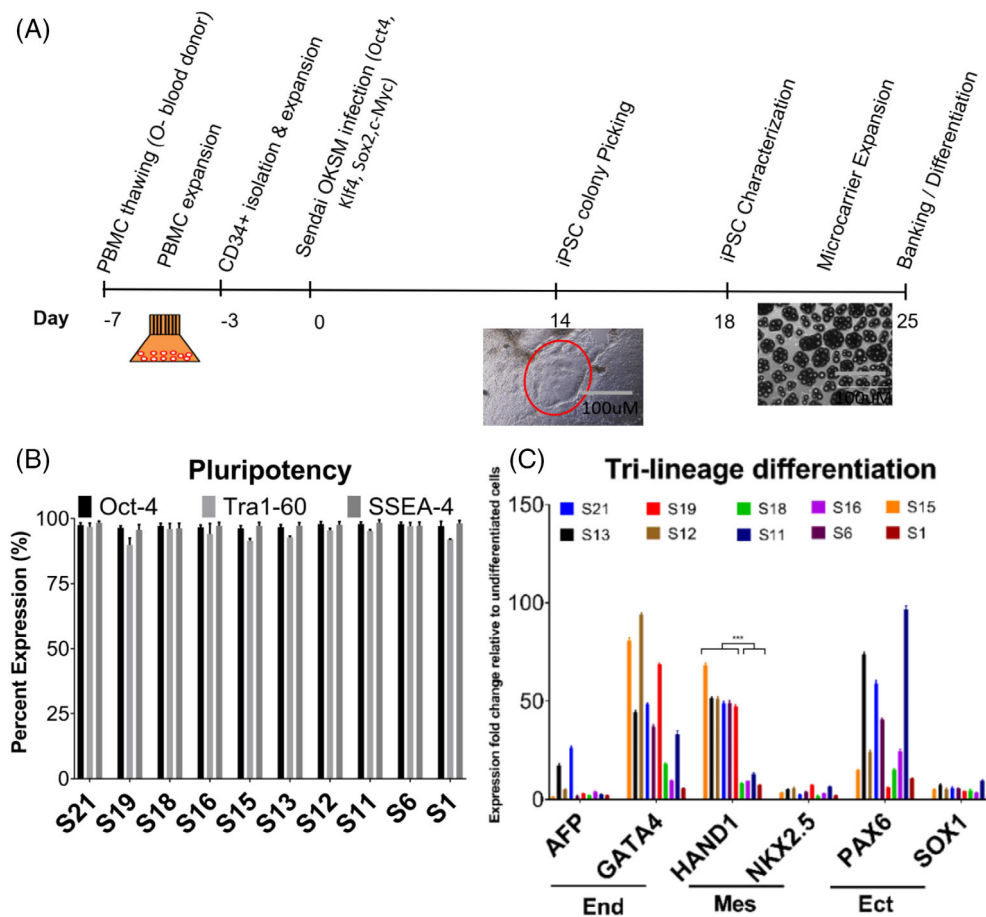 (A)
PBMC thawing (O- blood donor)
PBMC expansion
CD34+ isolation & expansion
Sendai OKSM infection (Oct4,
Klf4, Sox2,c-Myc)
iPSC colony Picking
iPSC Characterization
Microcarrier Expansion
Banking / Differentiation
Day
-7
-3
0
14
18
25
100uM
100uM
(B)
Pluripotency
Oct-4
Tra1-60
SSEA-4
Percent Expression (%)
100
75
50
25
0
S21
S19
S18
S16
S15
S13
S12
S11
S6
S1
(C)
Tri-lineage differentiation
Expression fold change relative to undifferentiated cells
150
100
50
0
S21
S19
S18
S16
S15
S13
S12
S11
S6
S1
***
AFP
GATA4
HAND1
NKX2.5
PAX6
SOX1
End
Mes
Ect